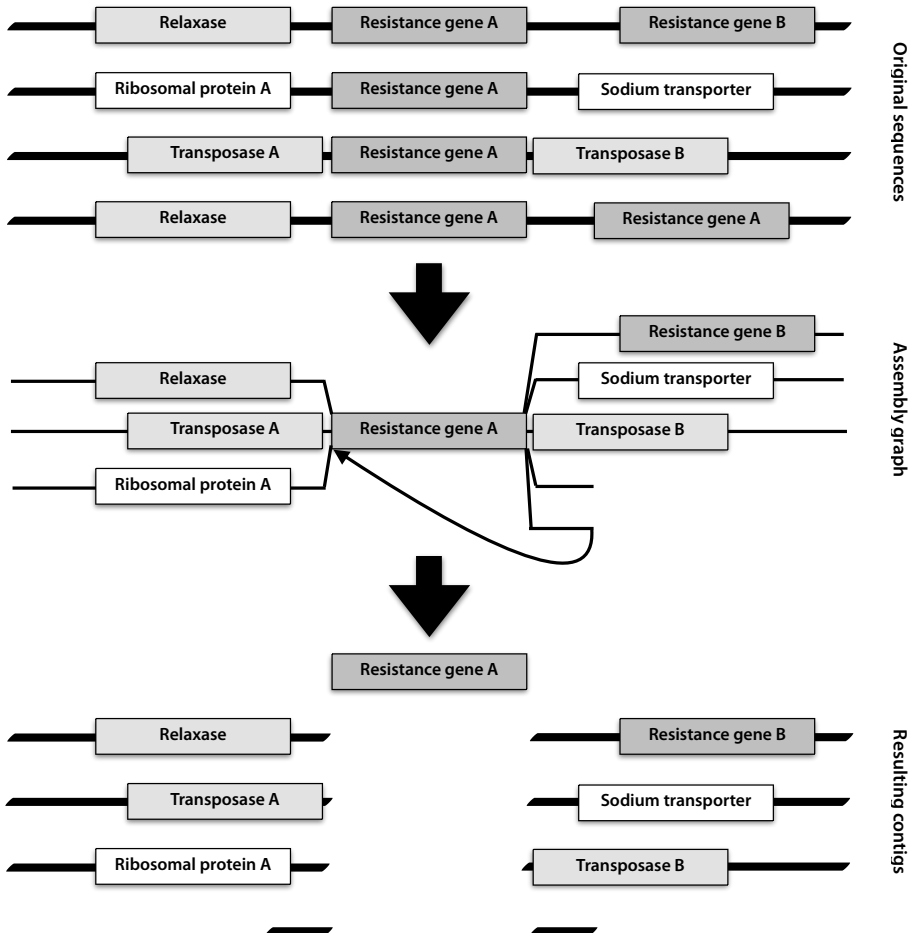 Relaxase Resistance gene A Resistance gene B
Ribosomal protein A Resistance gene A Sodium transporter
Transposase A Resistance gene A Transposase B
Relaxase Resistance gene A Resistance gene A
Original sequences
Resistance gene B
Relaxase Sodium transporter
Transposase A Resistance gene A Transposase B
Ribosomal protein A
Assembly graph
Resistance gene A
Relaxase Resistance gene B
Transposase A Sodium transporter
Ribosomal protein A Transposase B
Resulting contigs